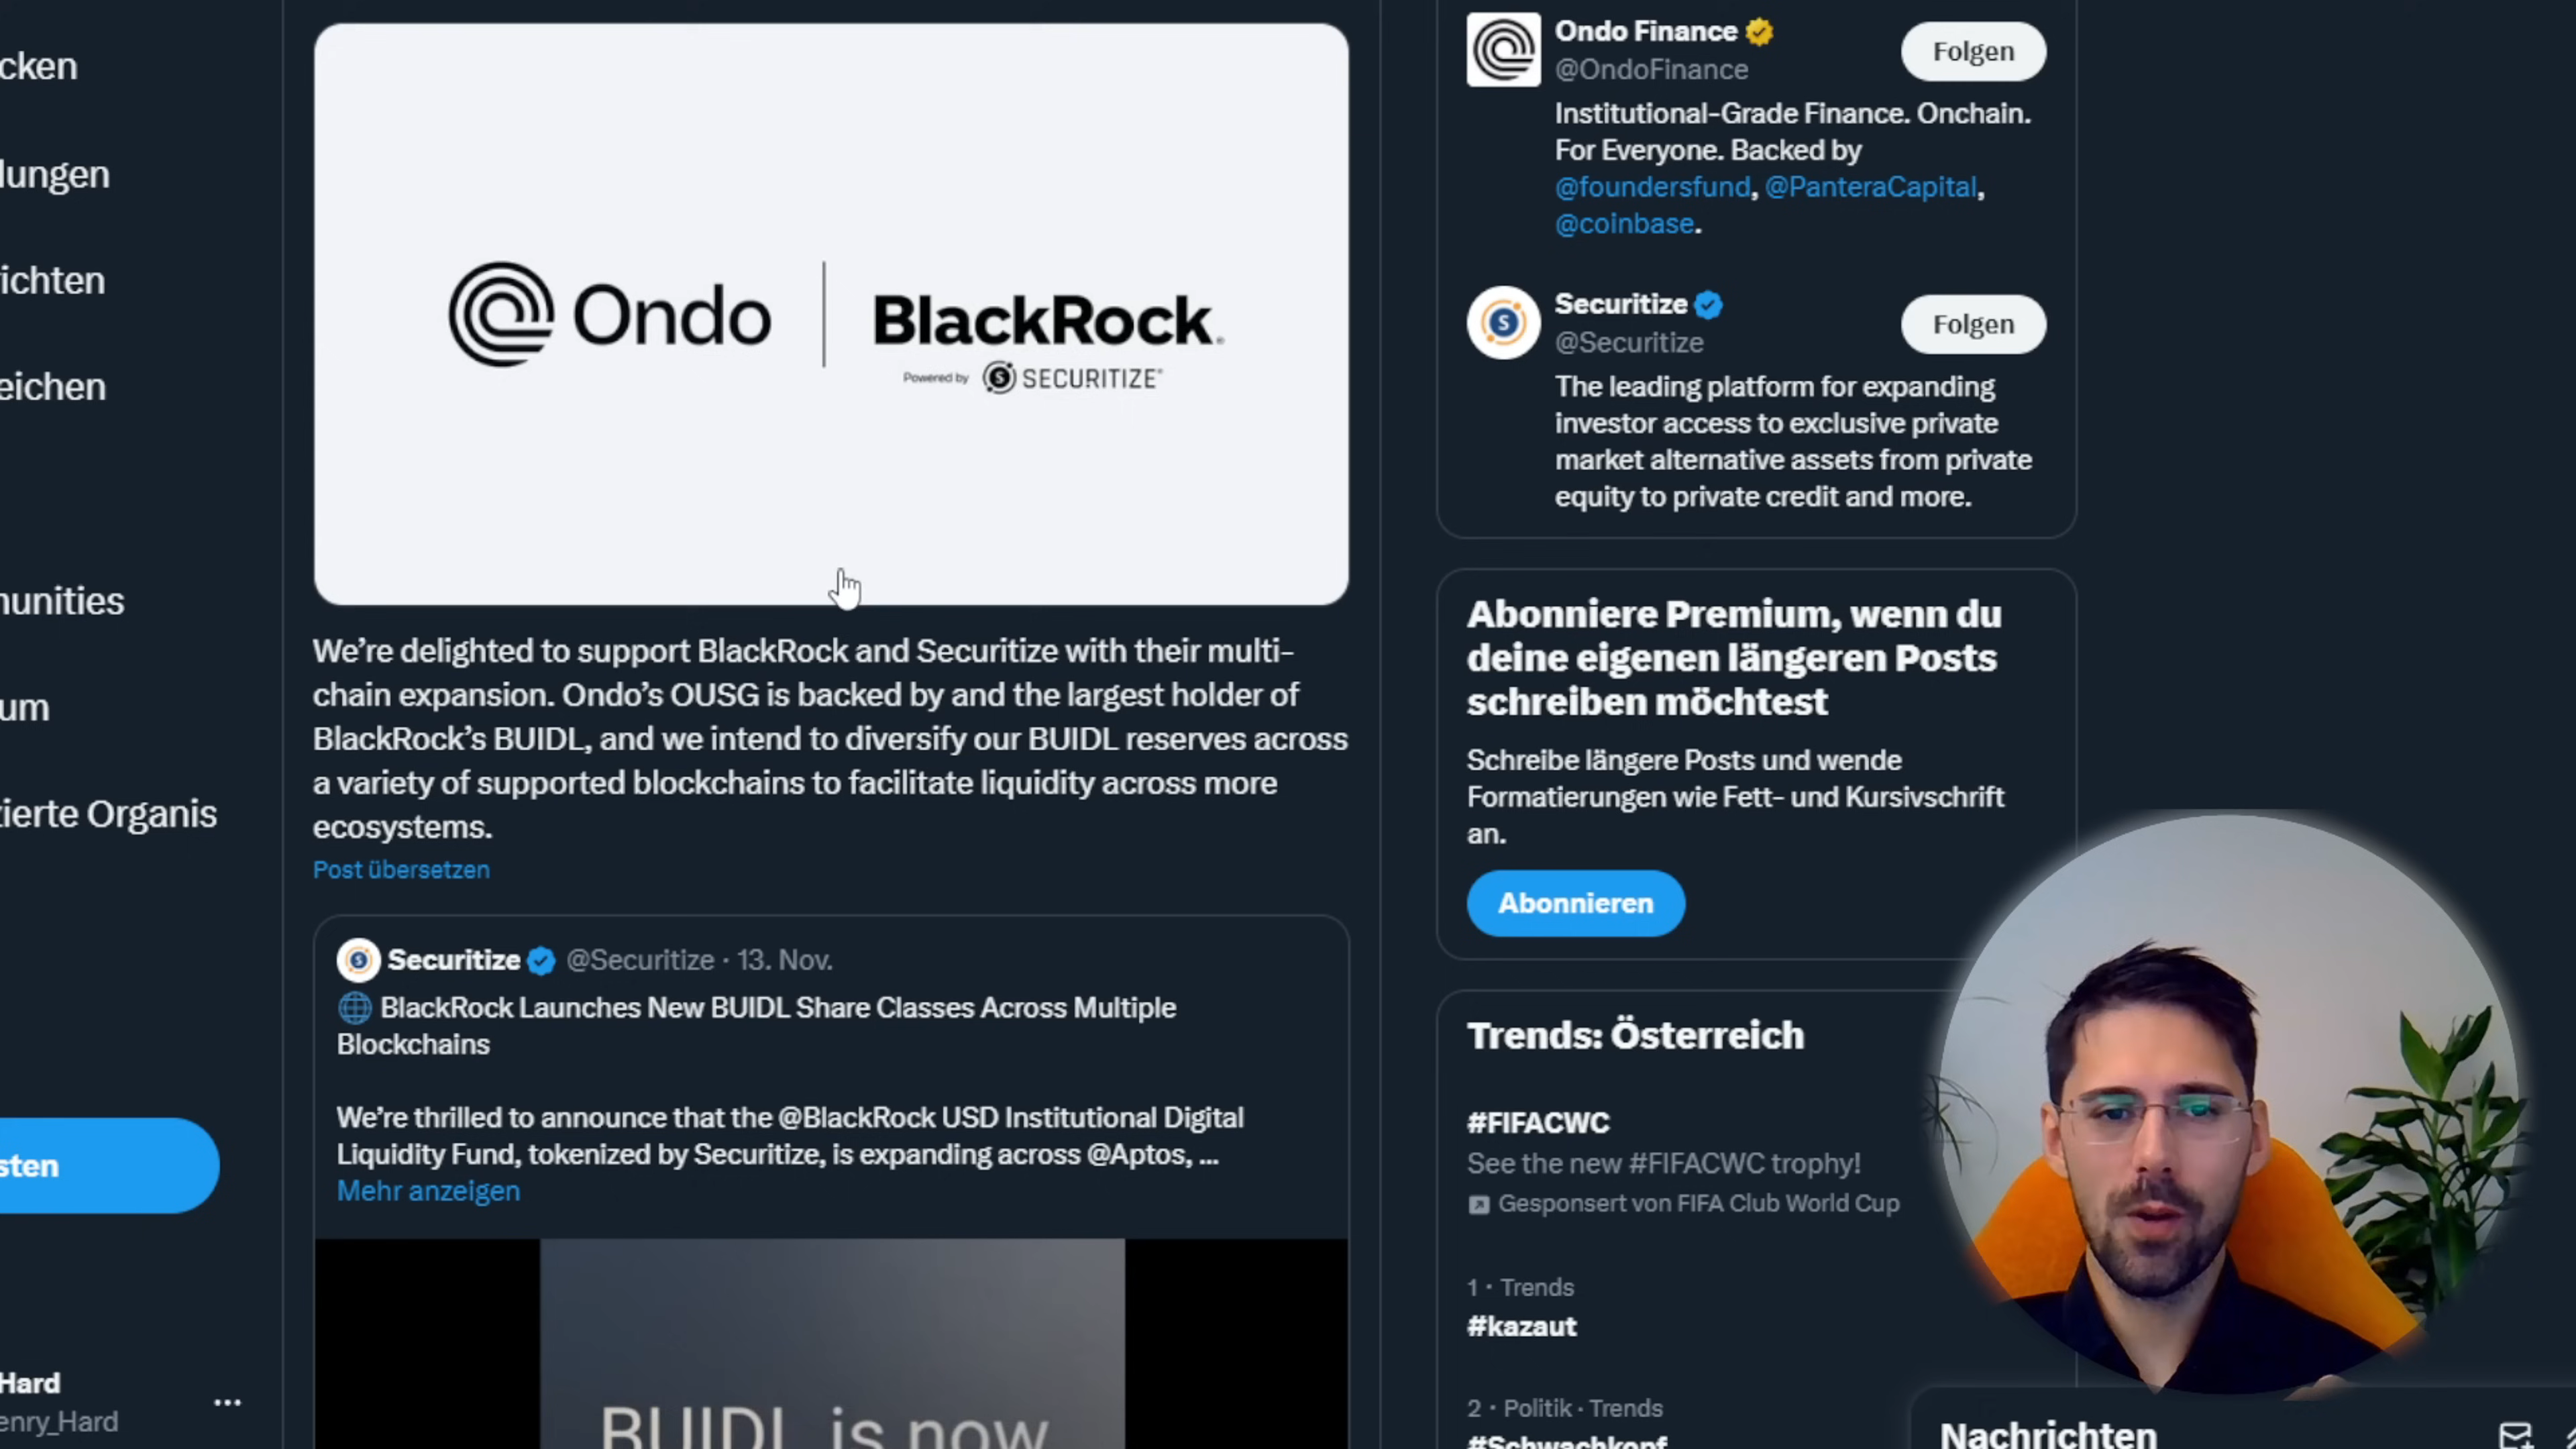 cken
lungen
ichten
eichen
nunities
um
zierte Organis
sten
Hard
enry_Hard
Ondo
BlackRock
Powered by SECURITIZE
We're delighted to support BlackRock and Securitize with their multi-
chain expansion. Ondo's OUSG is backed by and the largest holder of
BlackRock's BUIDL, and we intend to diversify our BUIDL reserves across
a variety of supported blockchains to facilitate liquidity across more
ecosystems.
Post übersetzen
Securitize @Securitize · 13. Nov.
BlackRock Launches New BUIDL Share Classes Across Multiple
Blockchains
We're thrilled to announce that the @BlackRock USD Institutional Digital
Liquidity Fund, tokenized by Securitize, is expanding across @Aptos, ...
Mehr anzeigen
BUIDL is now
Ondo Finance
@OndoFinance
Folgen
Institutional-Grade Finance. Onchain.
For Everyone. Backed by
@foundersfund, @PanteraCapital,
@coinbase.
Securitize
@Securitize
Folgen
The leading platform for expanding
investor access to exclusive private
market alternative assets from private
equity to private credit and more.
Abonniere Premium, wenn du
deine eigenen längeren Posts
schreiben möchtest
Schreibe längere Posts und wende
Formatierungen wie Fett- und Kursivschrift
an.
Abonnieren
Trends: Österreich
#FIFACWC
See the new #FIFACWC trophy!
Gesponsert von FIFA Club World Cup
1 · Trends
#kazaut
2 · Politik · Trends
#Schwachkopf
Nachrichten